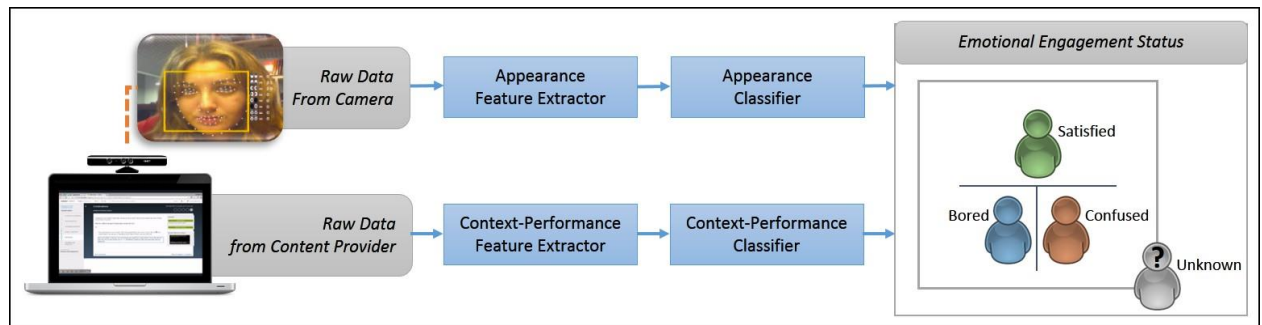 Raw Data
From Camera
Appearance
Feature Extractor
Appearance
Classifier
Raw Data
from Content Provider
Context-Performance
Feature Extractor
Context-Performance
Classifier
Emotional Engagement Status
Satisfied
Bored
Confused
?
Unknown